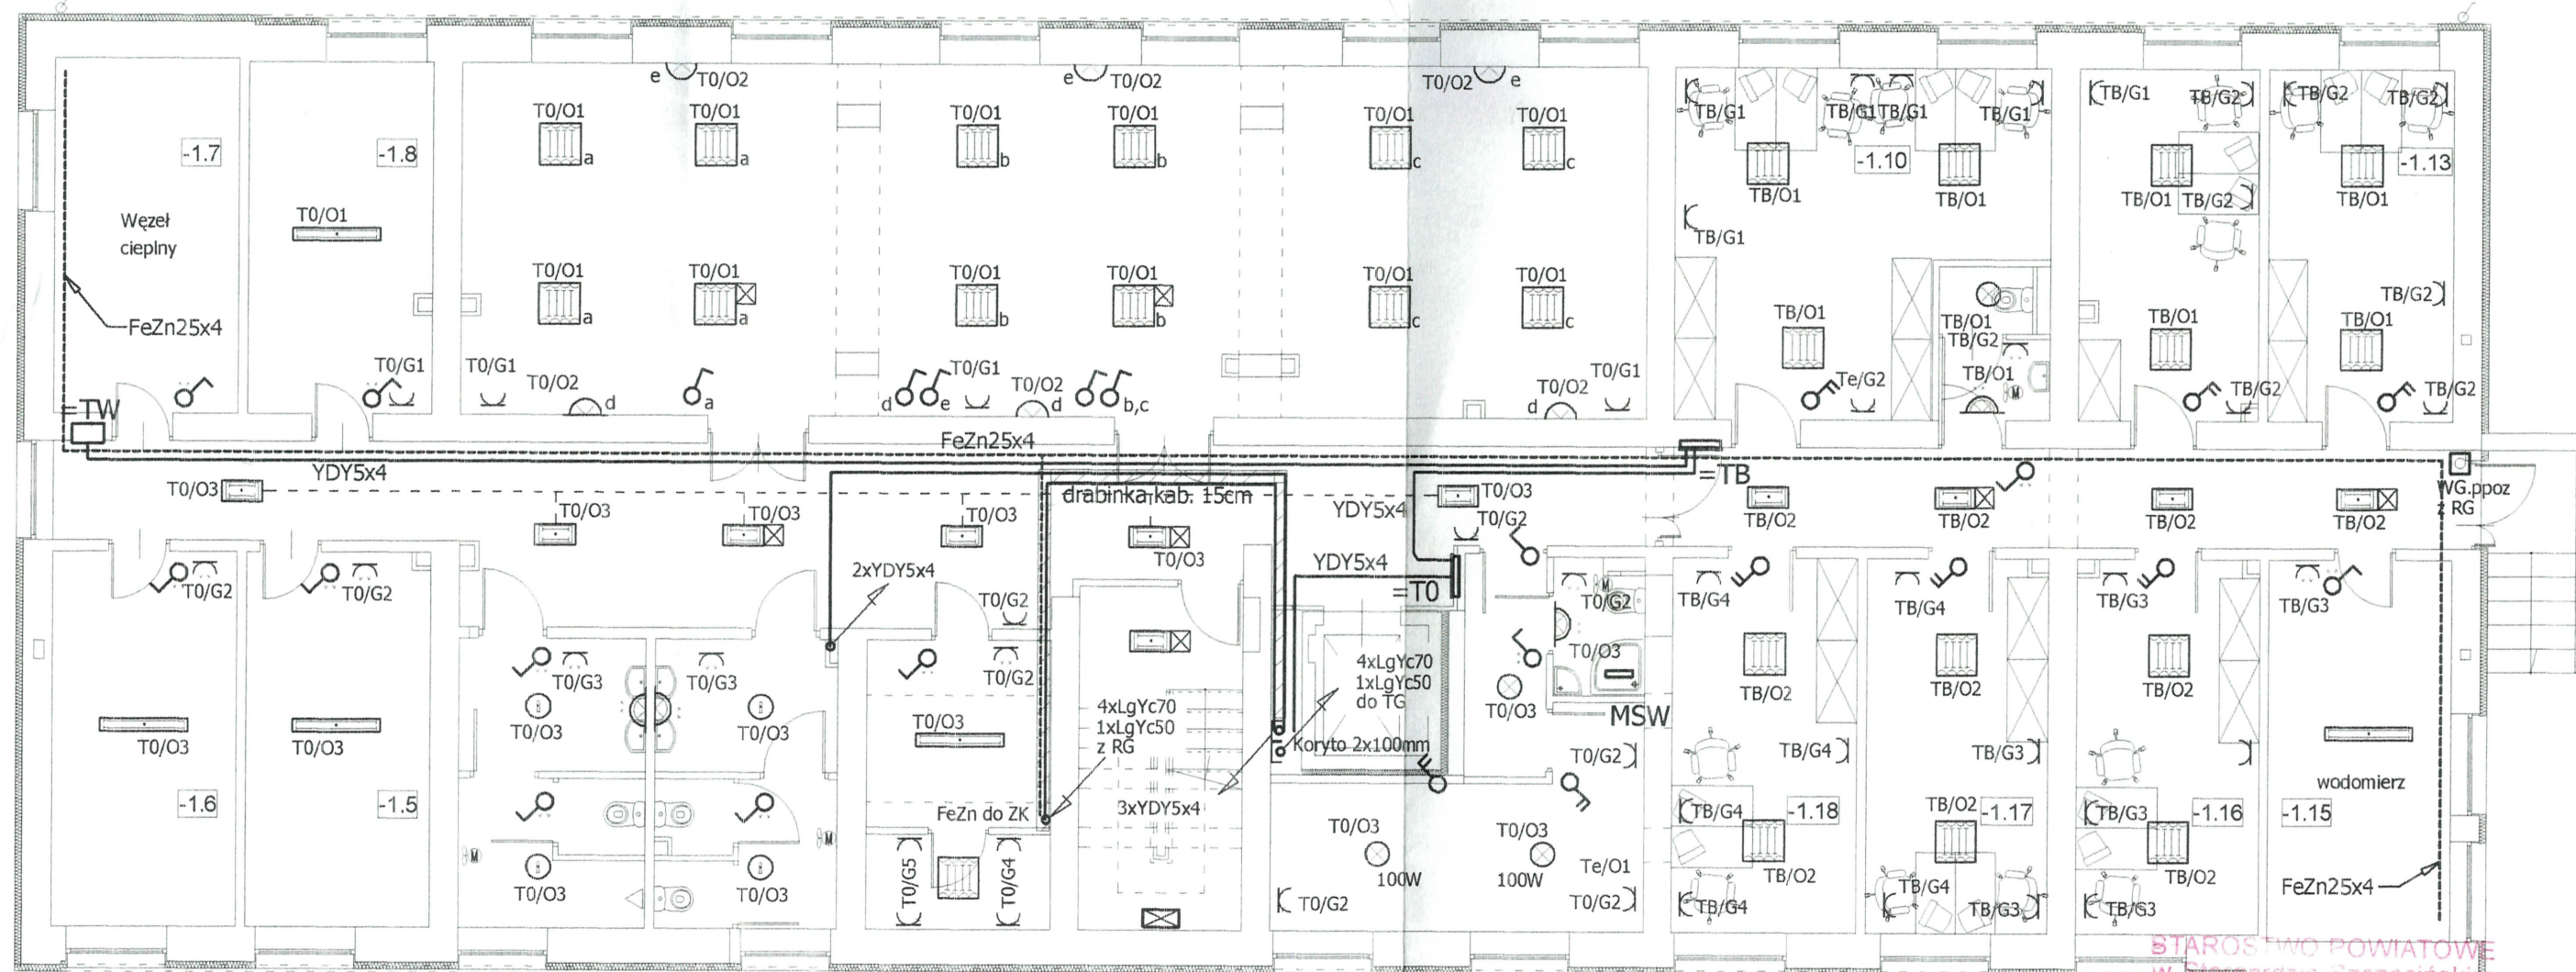 e
T0/O2
e
T0/O2
T0/O2
e
-1.7
-1.8
T0/O1
a
T0/O1
a
T0/O1
b
T0/O1
b
T0/O1
c
T0/O1
c
TB/G1
TB/G1
TB/G1
TB/G1
-1.10
TB/G1
TB/G2
TB/G2
TB/G2
-1.13
TB/O1
TB/O1
TB/O1
TB/G2
TB/O1
Węzeł
cieplny
T0/O1
TB/G1
FeZn25x4
T0/O1
a
T0/O1
a
T0/O1
b
T0/O1
b
T0/O1
c
T0/O1
c
TB/O1
TB/O1
TB/G2
TB/O1
TB/O1
TB/O1
TB/G2
T0/G1
T0/G1
T0/O2
d
a
d
e
T0/G1
T0/O2
d
b,c
T0/O2
d
T0/G1
Te/G2
M
TB/G2
TB/G2
=TW
FeZn25x4
YDY5x4
=TB
T0/O3
drabinka kab. 15cm
YDY5x4
T0/O3
T0/G2
WG.ppoz
z RG
T0/O3
T0/O3
T0/O3
T0/O3
TB/O2
TB/O2
TB/O2
TB/O2
2xYDY5x4
YDY5x4
=T0
T0/G2
T0/G2
T0/G2
M
T0/G2
TB/G4
TB/G4
TB/G3
TB/G3
T0/G3
T0/G3
T0/G2
T0/O3
4xLgYc70
1xLgYc50
do TG
TB/O2
TB/O2
TB/O2
T0/O3
T0/O3
T0/O3
T0/O3
T0/O3
4xLgYc70
1xLgYc50
z RG
Koryto 2x100mm
T0/O3
MSW
T0/G2
TB/G4
TB/G3
wodomierz
-1.6
-1.5
FeZn do ZK
3xYDY5x4
TB/G4
-1.18
TB/O2
-1.17
TB/G3
-1.16
-1.15
M
M
T0/O3
T0/O3
T0/G5
T0/G4
T0/O3
100W
T0/O3
100W
Te/O1
T0/G2
T0/G2
TB/O2
TB/G4
TB/G4
TB/G3
TB/O2
TB/G3
FeZn25x4
STAROSTWO POWIATOWE